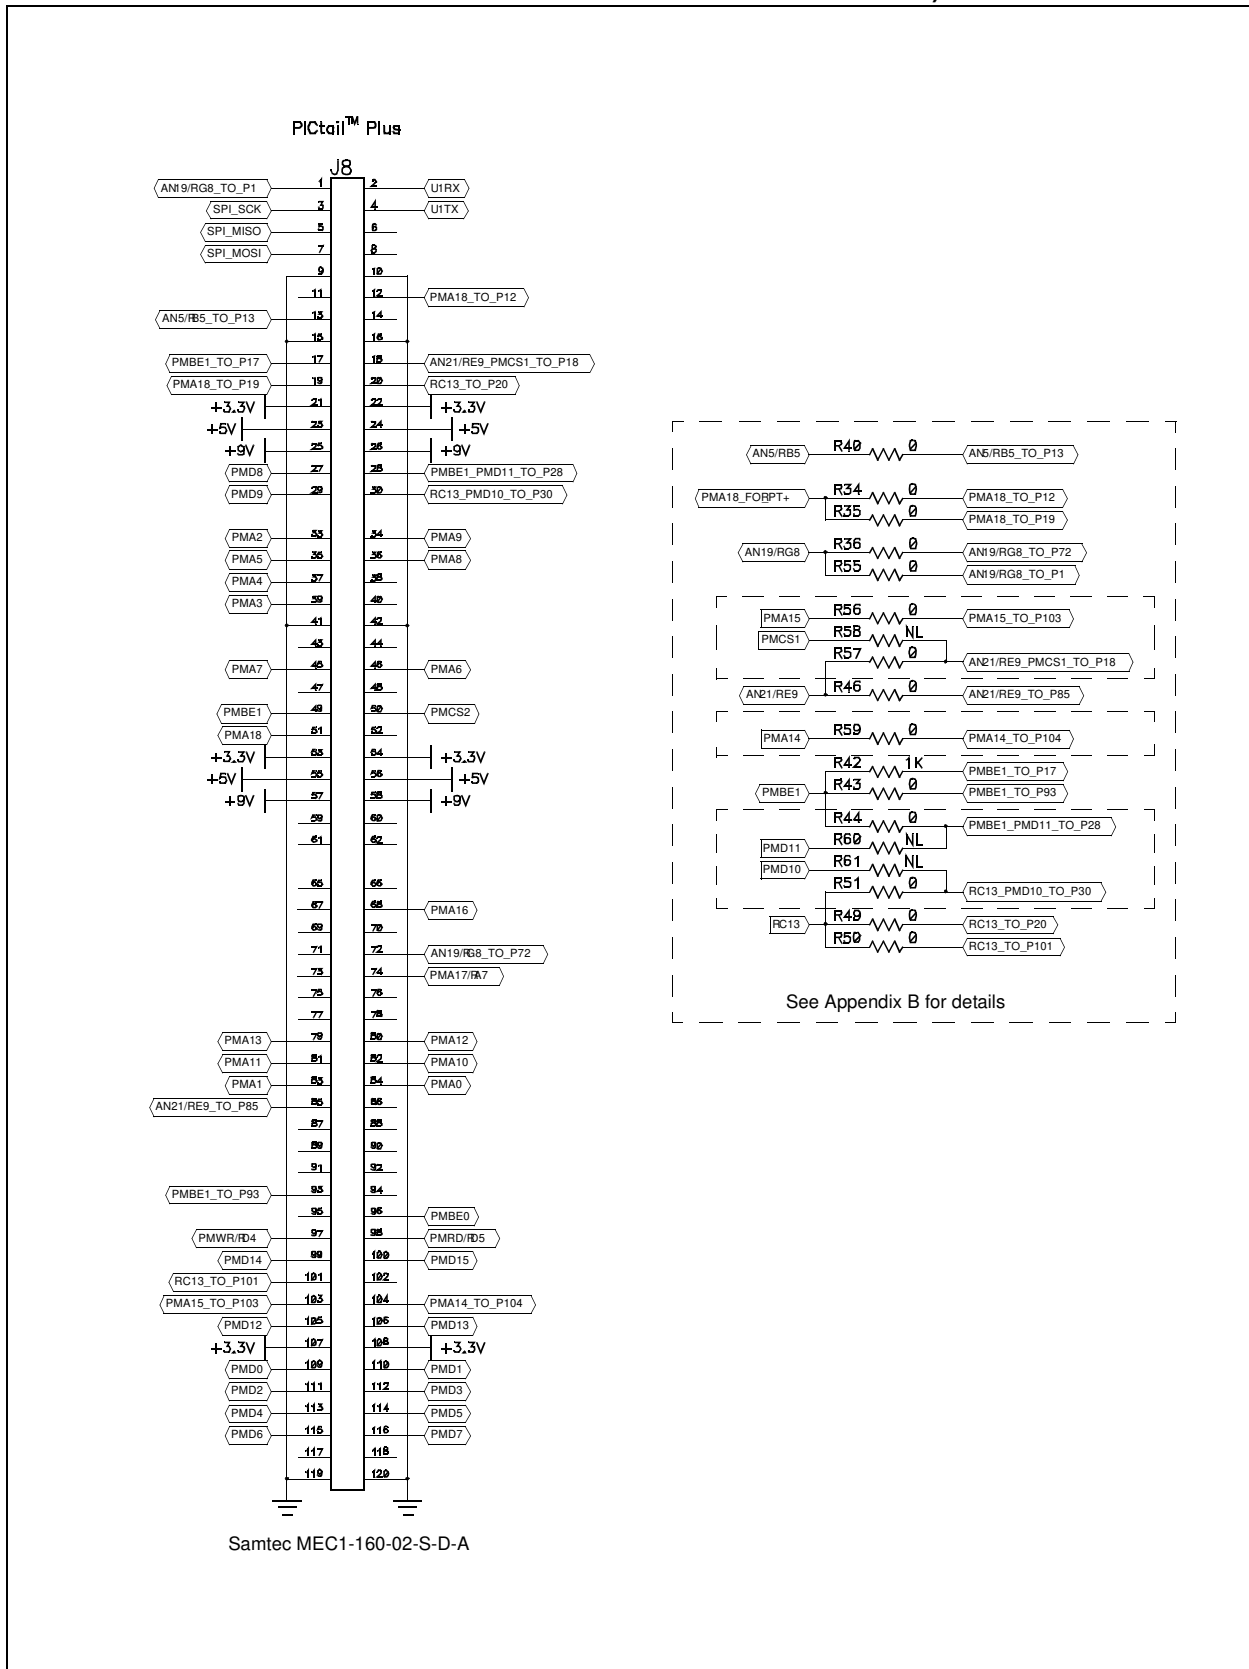 PICtail™ Plus
J8
AN19/RG8_TO_P1 1 2 U1RX
SPI_SCK 3 4 U1TX
SPI_MISO 5 6
SPI_MOSI 7 8
9 10
11 12 PMA18_TO_P12
AN5/RB5_TO_P13 13 14
15 16
PMBE1_TO_P17 17 18 AN21/RE9_PMCS1_TO_P18
PMA18_TO_P19 19 20 RC13_TO_P20
+3.3V 21 22 +3.3V
+5V 23 24 +5V
+9V 25 26 +9V
PMD8 27 28 PMBE1_PMD11_TO_P28
PMD9 29 30 RC13_PMD10_TO_P30
PMA2 33 34 PMA9
PMA5 35 36 PMA8
PMA4 37 38
PMA3 39 40
41 42
43 44
PMA7 45 46 PMA6
47 48
PMBE1 49 50 PMCS2
PMA18 51 52
+3.3V 53 54 +3.3V
+5V 55 56 +5V
+9V 57 58 +9V
59 60
61 62
65 66
67 68 PMA16
69 70
71 72 AN19/RG8_TO_P72
73 74 PMA17/RA7
75 76
77 78
PMA13 79 80 PMA12
PMA11 81 82 PMA10
PMA1 83 84 PMA0
AN21/RE9_TO_P85 85 86
87 88
89 90
91 92
PMBE1_TO_P93 93 94
95 96 PMBE0
PMWR/RD4 97 98 PMRD/RD5
PMD14 99 100 PMD15
RC13_TO_P101 101 102
PMA15_TO_P103 103 104 PMA14_TO_P104
PMD12 105 106 PMD13
+3.3V 107 108 +3.3V
PMD0 109 110 PMD1
PMD2 111 112 PMD3
PMD4 113 114 PMD5
PMD6 115 116 PMD7
117 118
119 120
Samtec MEC1-160-02-S-D-A
AN5/RB5 R40 0 AN5/RB5_TO_P13
PMA18_FORPT+ R34 0 PMA18_TO_P12
R35 0 PMA18_TO_P19
AN19/RG8 R36 0 AN19/RG8_TO_P72
R55 0 AN19/RG8_TO_P1
PMA15 R56 0 PMA15_TO_P103
PMCS1 R58 NL
R57 0 AN21/RE9_PMCS1_TO_P18
AN21/RE9 R46 0 AN21/RE9_TO_P85
PMA14 R59 0 PMA14_TO_P104
R42 1K PMBE1_TO_P17
PMBE1 R43 0 PMBE1_TO_P93
R44 0 PMBE1_PMD11_TO_P28
PMD11 R60 NL
PMD10 R61 NL
R51 0 RC13_PMD10_TO_P30
RC13 R49 0 RC13_TO_P20
R50 0 RC13_TO_P101
See Appendix B for details